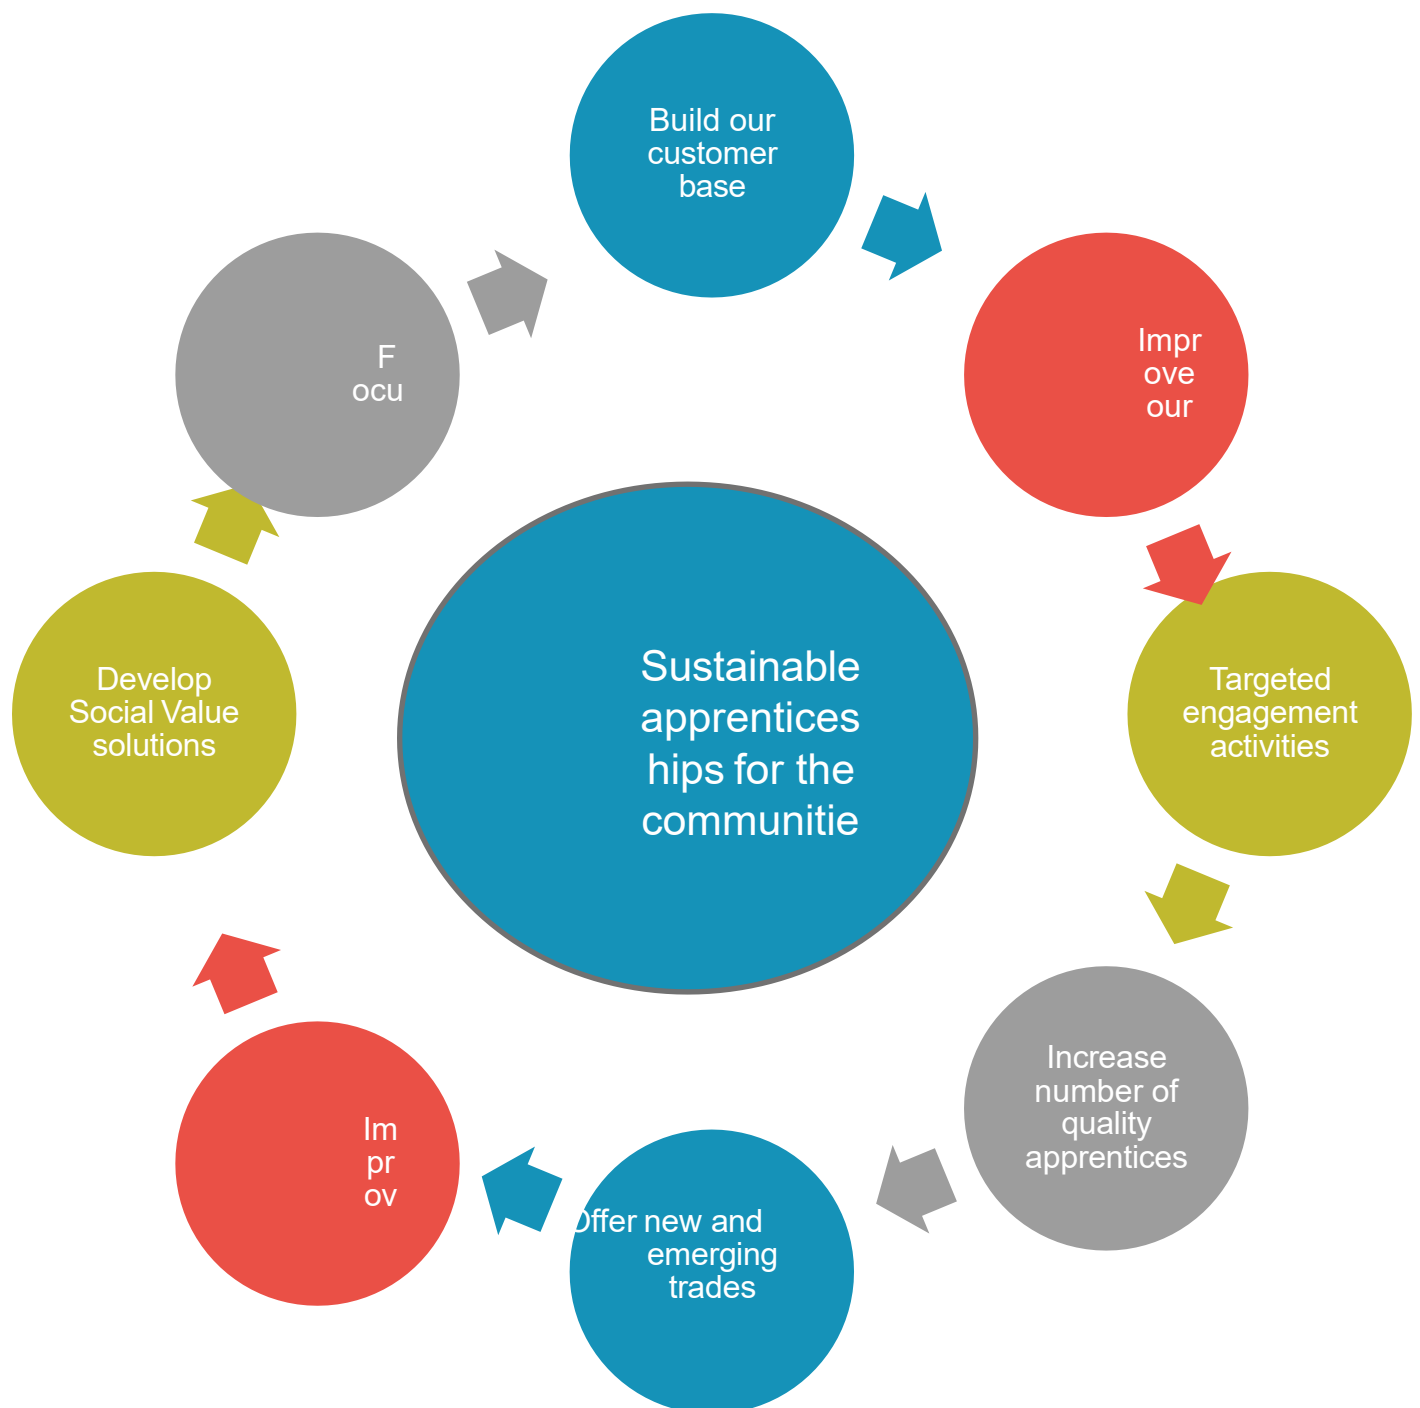 Build our
customer
base
Impr
ove
our
Targeted
engagement
activities
Increase
number of
quality
apprentices
Offer new and
emerging
trades
Im
pr
ov
Develop
Social Value
solutions
F
ocu
Sustainable
apprentices
hips for the
communitie